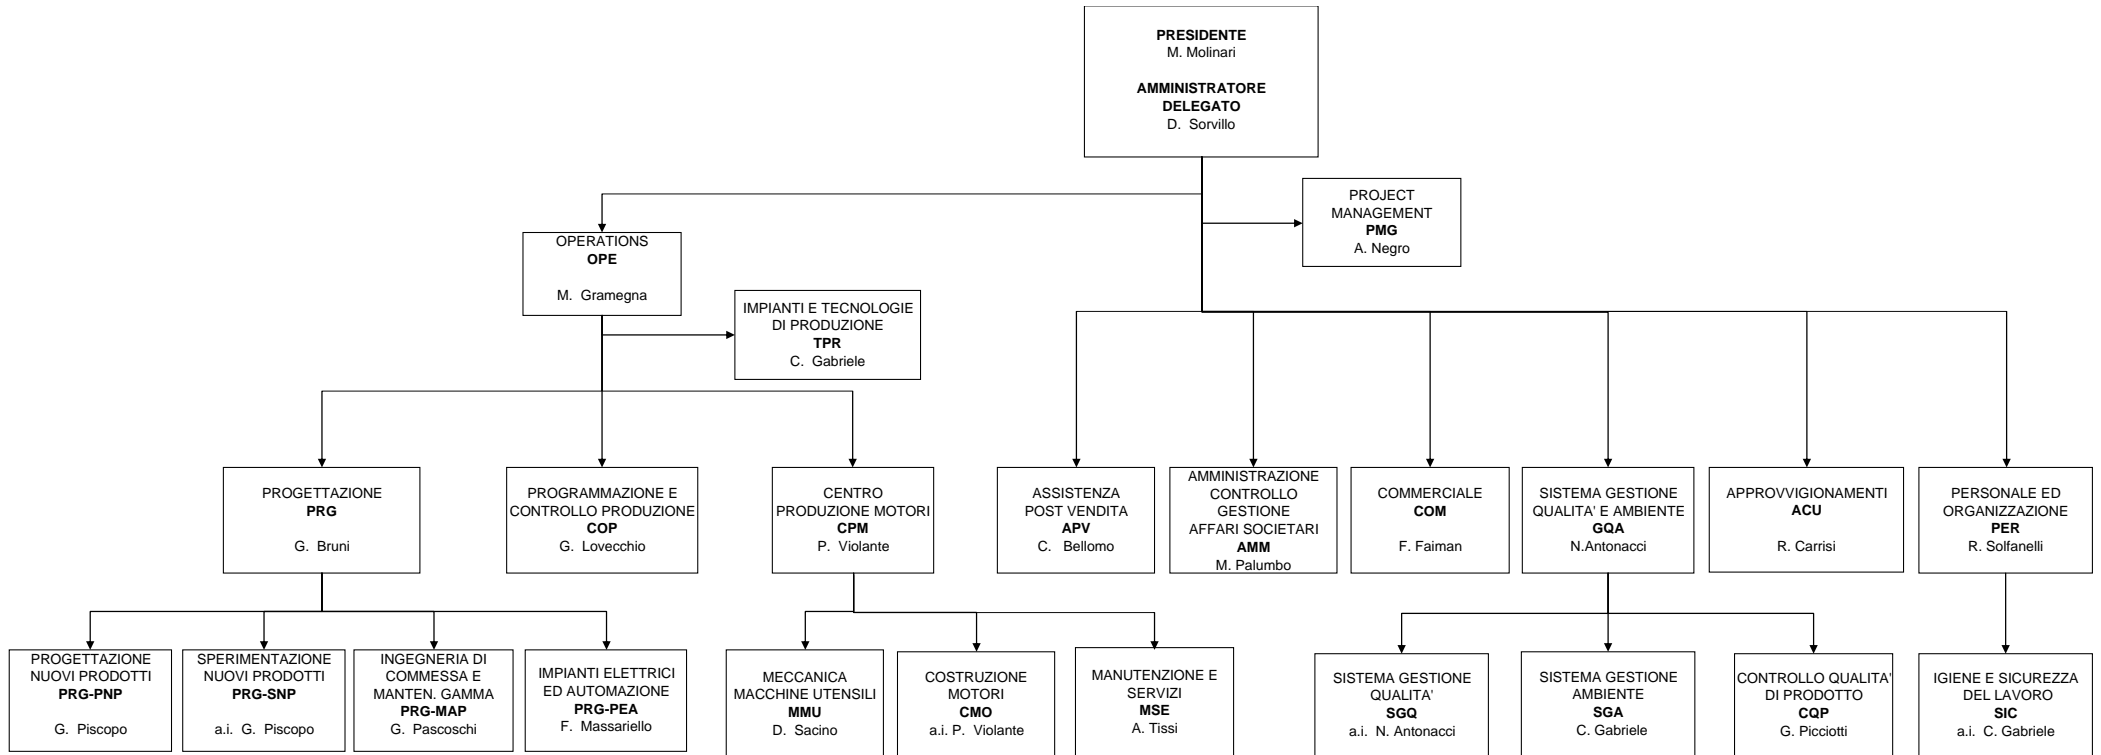 PRESIDENTE
M. Molinari
AMMINISTRATORE
DELEGATO
D. Sorvillo
PROJECT
MANAGEMENT
PMG
A. Negro
OPERATIONS
OPE
M. Gramegna
IMPIANTI E TECNOLOGIE
DI PRODUZIONE
TPR
C. Gabriele
PROGETTAZIONE
PRG
G. Bruni
PROGRAMMAZIONE E
CONTROLLO PRODUZIONE
COP
G. Lovecchio
CENTRO
PRODUZIONE MOTORI
CPM
P. Violante
ASSISTENZA
POST VENDITA
APV
C. Bellomo
AMMINISTRAZIONE
CONTROLLO
GESTIONE
AFFARI SOCIETARI
AMM
M. Palumbo
COMMERCIALE
COM
F. Faiman
SISTEMA GESTIONE
QUALITA' E AMBIENTE
GQA
N.Antonacci
APPROVVIGIONAMENTI
ACU
R. Carrisi
PERSONALE ED
ORGANIZZAZIONE
PER
R. Solfanelli
PROGETTAZIONE
NUOVI PRODOTTI
PRG-PNP
G. Piscopo
SPERIMENTAZIONE
NUOVI PRODOTTI
PRG-SNP
a.i. G. Piscopo
INGEGNERIA DI
COMMESSA E
MANTEN. GAMMA
PRG-MAP
G. Pascoschi
IMPIANTI ELETTRICI
ED AUTOMAZIONE
PRG-PEA
F. Massariello
MECCANICA
MACCHINE UTENSILI
MMU
D. Sacino
COSTRUZIONE
MOTORI
CMO
a.i. P. Violante
MANUTENZIONE E
SERVIZI
MSE
A. Tissi
SISTEMA GESTIONE
QUALITA'
SGQ
a.i. N. Antonacci
SISTEMA GESTIONE
AMBIENTE
SGA
C. Gabriele
CONTROLLO QUALITA'
DI PRODOTTO
CQP
G. Picciotti
IGIENE E SICUREZZA
DEL LAVORO
SIC
a.i. C. Gabriele